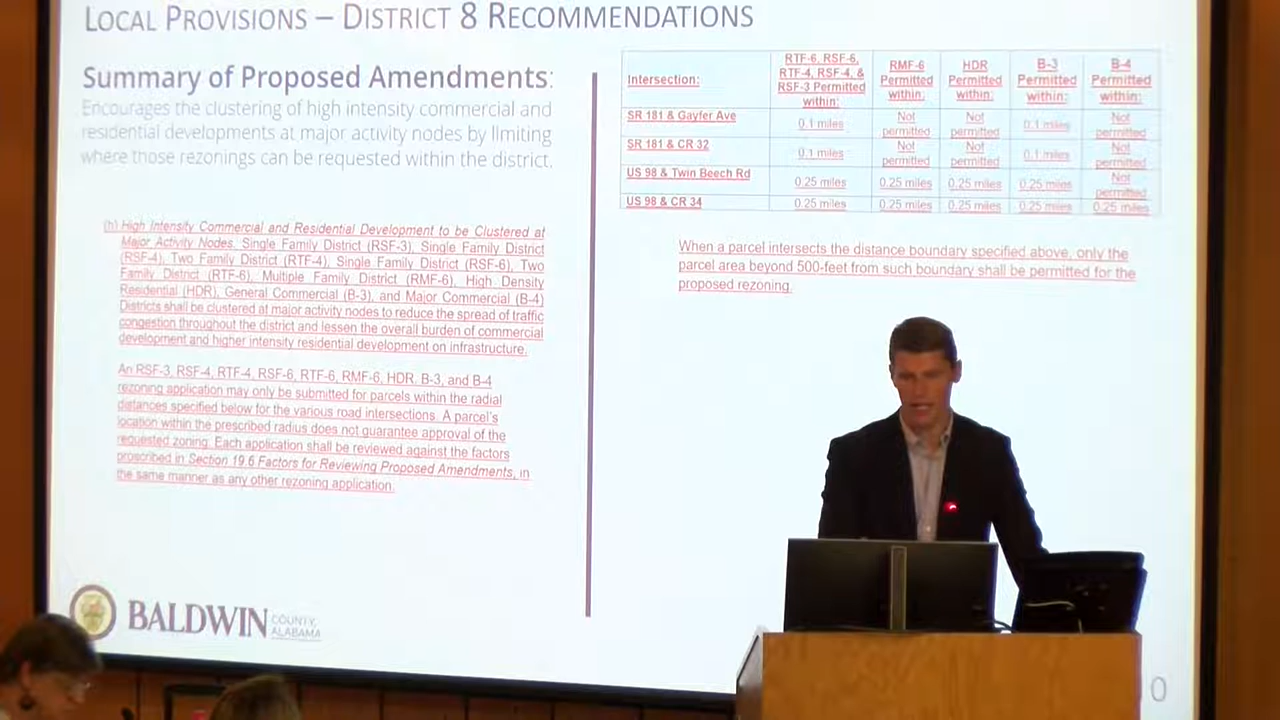 LOCAL PROVISIONS – DISTRICT 8 RECOMMENDATIONS
Summary of Proposed Amendments:
Encourages the clustering of high intensity commercial and
residential developments at major activity nodes by limiting
where those rezonings can be requested within the district.
(h) High Intensity Commercial and Residential Development to be Clustered at
Major Activity Nodes. Single Family District (RSF-3), Single Family District
(RSF-4), Two Family District (RTF-4), Single Family District (RSF-6), Two
Family District (RTF-6), Multiple Family District (RMF-6), High Density
Residential (HDR), General Commercial (B-3), and Major Commercial (B-4)
Districts shall be clustered at major activity nodes to reduce the spread of traffic
congestion throughout the district and lessen the overall burden of commercial
development and higher intensity residential development on infrastructure.
An RSF-3, RSF-4, RTF-4, RSF-6, RTF-6, RMF-6, HDR, B-3, and B-4
rezoning application may only be submitted for parcels within the radial
distances specified below for the various road intersections. A parcel's
location within the prescribed radius does not guarantee approval of the
requested zoning. Each application shall be reviewed against the factors
proscribed in Section 19.6 Factors for Reviewing Proposed Amendments, in
the same manner as any other rezoning application.
Intersection:
RTF-6, RSF-6,
RTF-4, RSF-4, &
RSF-3 Permitted
within:
RMF-6
Permitted
within:
HDR
Permitted
within:
B-3
Permitted
within:
B-4
Permitted
within:
SR 181 & Gayfer Ave
0.1 miles
Not
permitted
Not
permitted
0.1 miles
Not
permitted
SR 181 & CR 32
0.1 miles
Not
permitted
Not
permitted
0.1 miles
Not
permitted
US 98 & Twin Beech Rd
0.25 miles
0.25 miles
0.25 miles
0.25 miles
Not
permitted
US 98 & CR 34
0.25 miles
0.25 miles
0.25 miles
0.25 miles
0.25 miles
When a parcel intersects the distance boundary specified above, only the
parcel area beyond 500-feet from such boundary shall be permitted for the
proposed rezoning.
BALDWIN
COUNTY,
ALABAMA
0